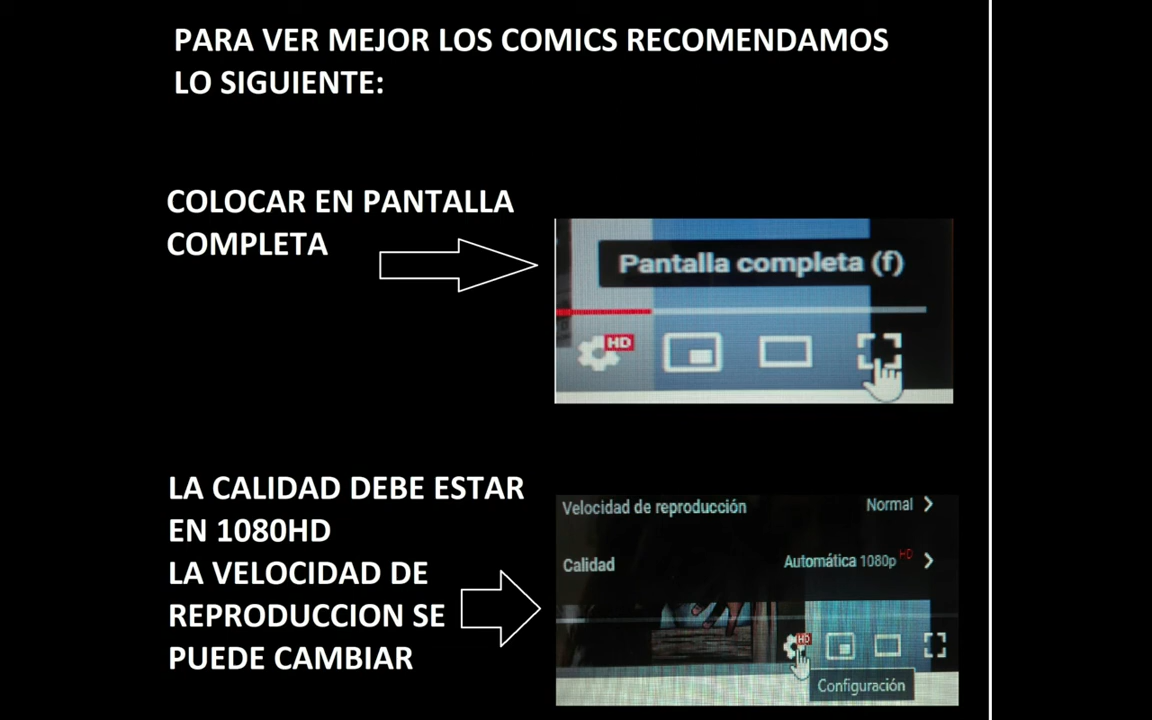 PARA VER MEJOR LOS COMICS RECOMENDAMOS
LO SIGUIENTE:
COLOCAR EN PANTALLA
COMPLETA
Pantalla completa (f)
HD
LA CALIDAD DEBE ESTAR
EN 1080HD
LA VELOCIDAD DE
REPRODUCCION SE
PUEDE CAMBIAR
Velocidad de reproducción Normal
Calidad Automática 1080p HD
HD
Configuración